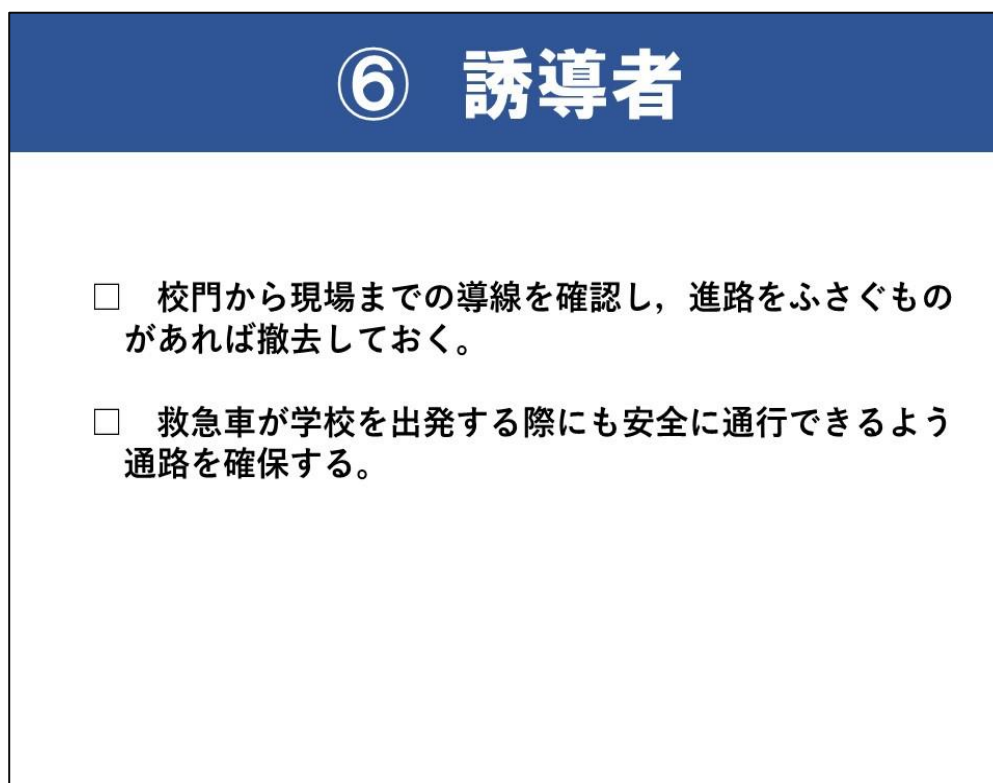 ⑥ 誘導者
□ 校門から現場までの導線を確認し，進路をふさぐもの
があれば撤去しておく。
□ 救急車が学校を出発する際にも安全に通行できるよう
通路を確保する。